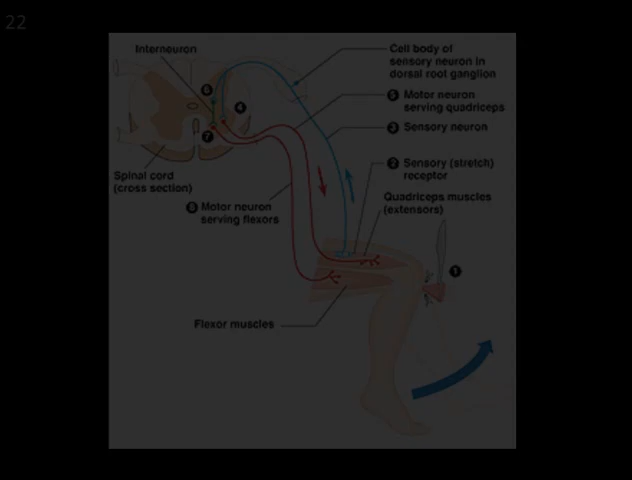 22
Interneuron
Cell body of
sensory neuron in
dorsal root ganglion
5 Motor neuron
serving quadriceps
6
4
3 Sensory neuron
7
2 Sensory (stretch)
receptor
Spinal cord
(cross section)
Quadriceps muscles
(extensors)
8 Motor neuron
serving flexors
1
Flexor muscles